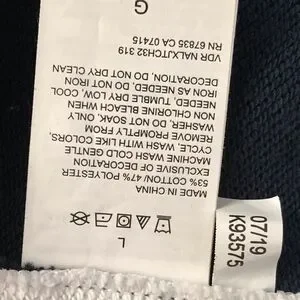 L
MADE IN CHINA
53% COTTON/ 47% POLYESTER
EXCLUSIVE OF DECORATION
MACHINE WASH COLD GENTLE
CYCLE, WASH WITH LIKE COLORS,
REMOVE PROMPTLY FROM
WASHER, DO NOT SOAK, ONLY
NON CHLORINE BLEACH WHEN
NEEDED, TUMBLE DRY LOW, COOL
IRON AS NEEDED, DO NOT IRON
DECORATION, DO NOT DRY CLEAN
RN 67835 CA 07415
VDR NALX/JTCH32 319
G
07/19
K93575